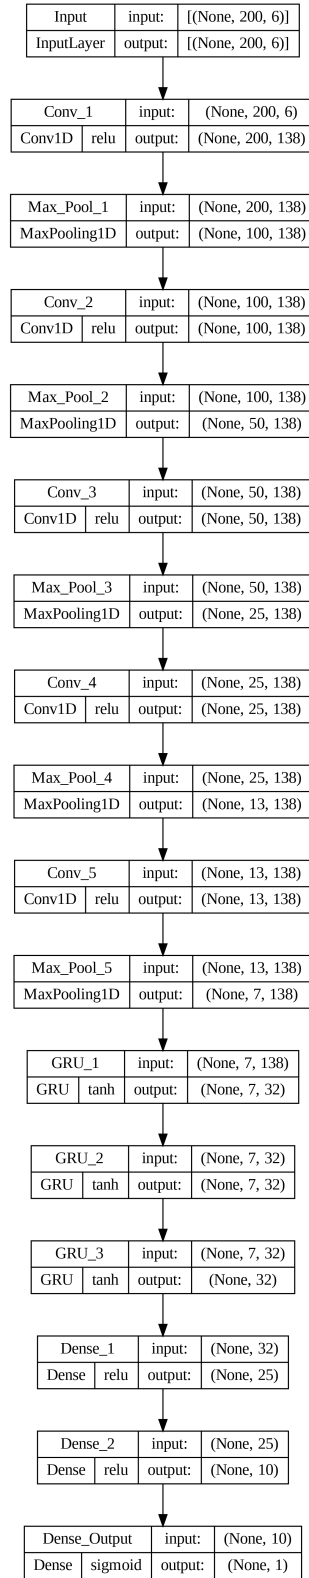 Input input: [(None, 200, 6)]
InputLayer output: [(None, 200, 6)]
Conv_1 input: (None, 200, 6)
Conv1D relu output: (None, 200, 138)
Max_Pool_1 input: (None, 200, 138)
MaxPooling1D output: (None, 100, 138)
Conv_2 input: (None, 100, 138)
Conv1D relu output: (None, 100, 138)
Max_Pool_2 input: (None, 100, 138)
MaxPooling1D output: (None, 50, 138)
Conv_3 input: (None, 50, 138)
Conv1D relu output: (None, 50, 138)
Max_Pool_3 input: (None, 50, 138)
MaxPooling1D output: (None, 25, 138)
Conv_4 input: (None, 25, 138)
Conv1D relu output: (None, 25, 138)
Max_Pool_4 input: (None, 25, 138)
MaxPooling1D output: (None, 13, 138)
Conv_5 input: (None, 13, 138)
Conv1D relu output: (None, 13, 138)
Max_Pool_5 input: (None, 13, 138)
MaxPooling1D output: (None, 7, 138)
GRU_1 input: (None, 7, 138)
GRU tanh output: (None, 7, 32)
GRU_2 input: (None, 7, 32)
GRU tanh output: (None, 7, 32)
GRU_3 input: (None, 7, 32)
GRU tanh output: (None, 32)
Dense_1 input: (None, 32)
Dense relu output: (None, 25)
Dense_2 input: (None, 25)
Dense relu output: (None, 10)
Dense_Output input: (None, 10)
Dense sigmoid output: (None, 1)